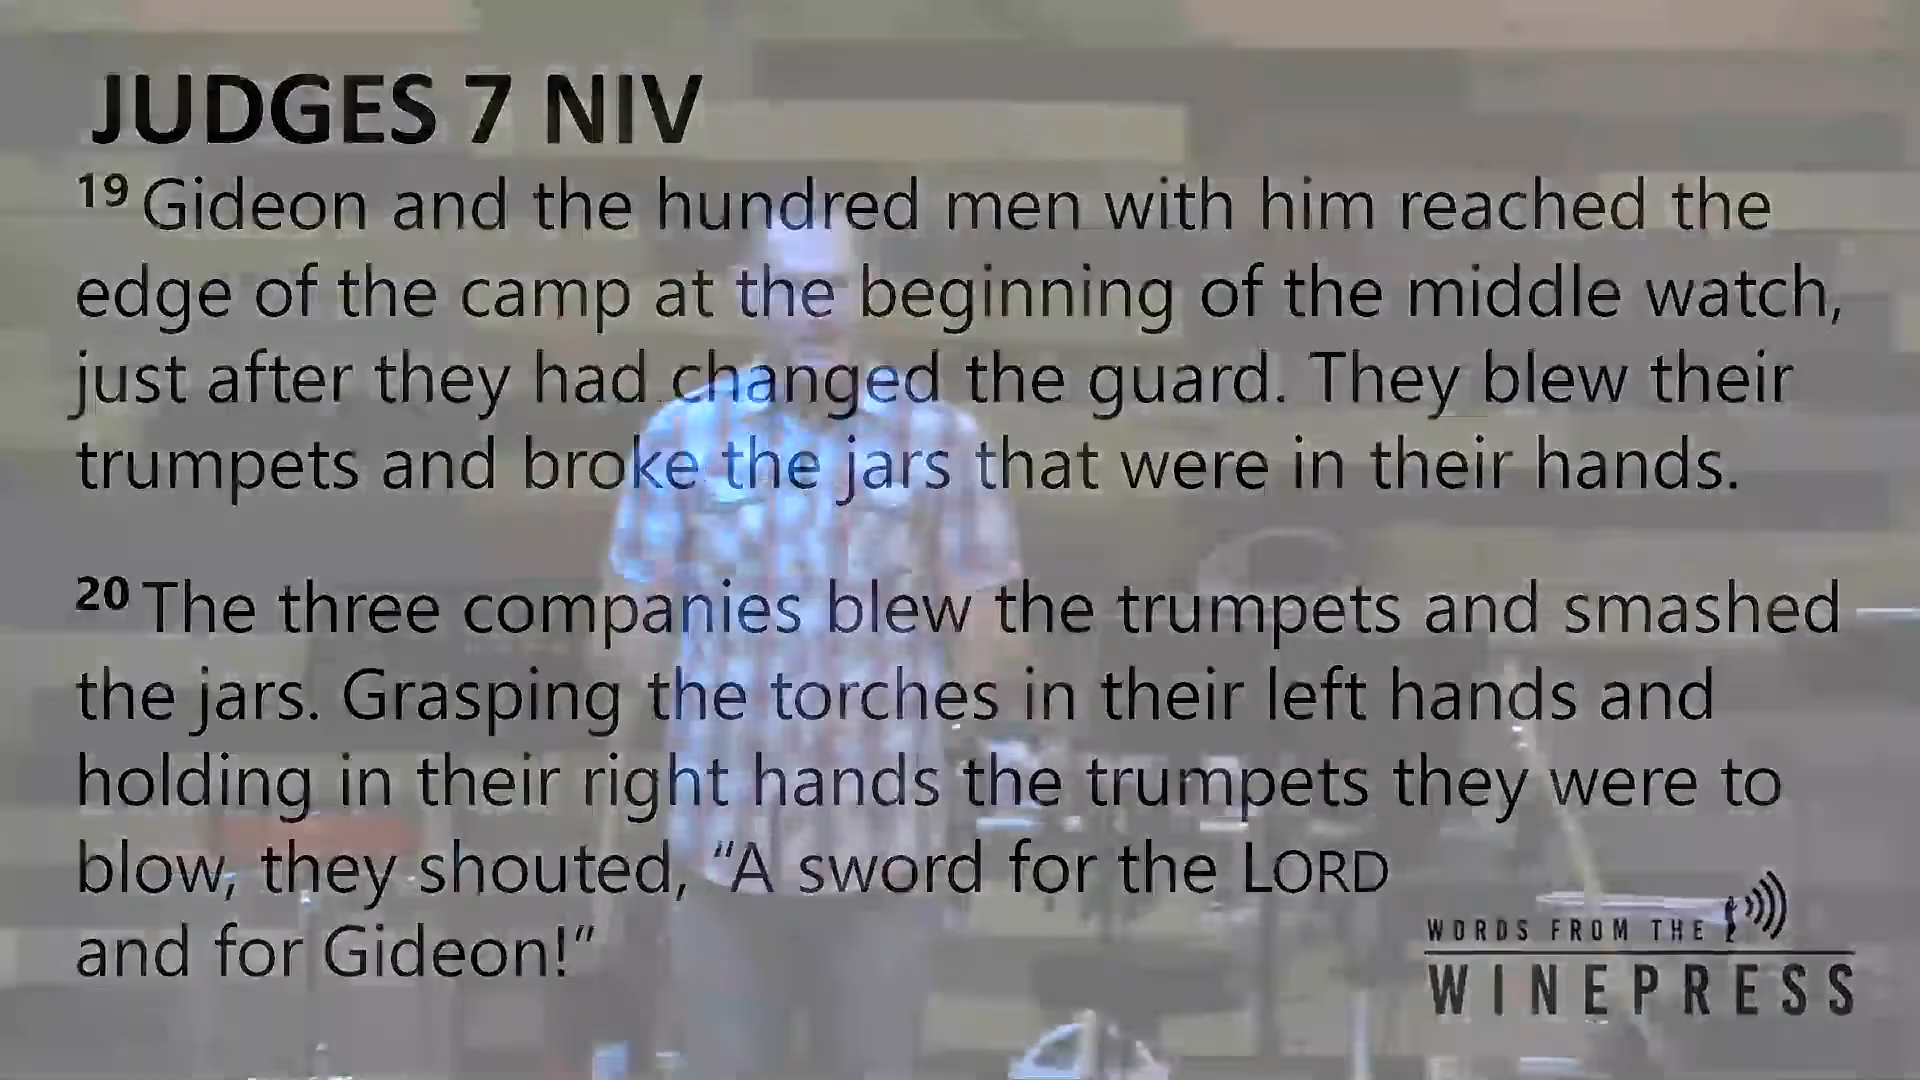 JUDGES 7 NIV
19 Gideon and the hundred men with him reached the
edge of the camp at the beginning of the middle watch,
just after they had changed the guard. They blew their
trumpets and broke the jars that were in their hands.
20 The three companies blew the trumpets and smashed
the jars. Grasping the torches in their left hands and
holding in their right hands the trumpets they were to
blow, they shouted, “A sword for the LORD
and for Gideon!”
WORDS FROM THE
WINEPRESS